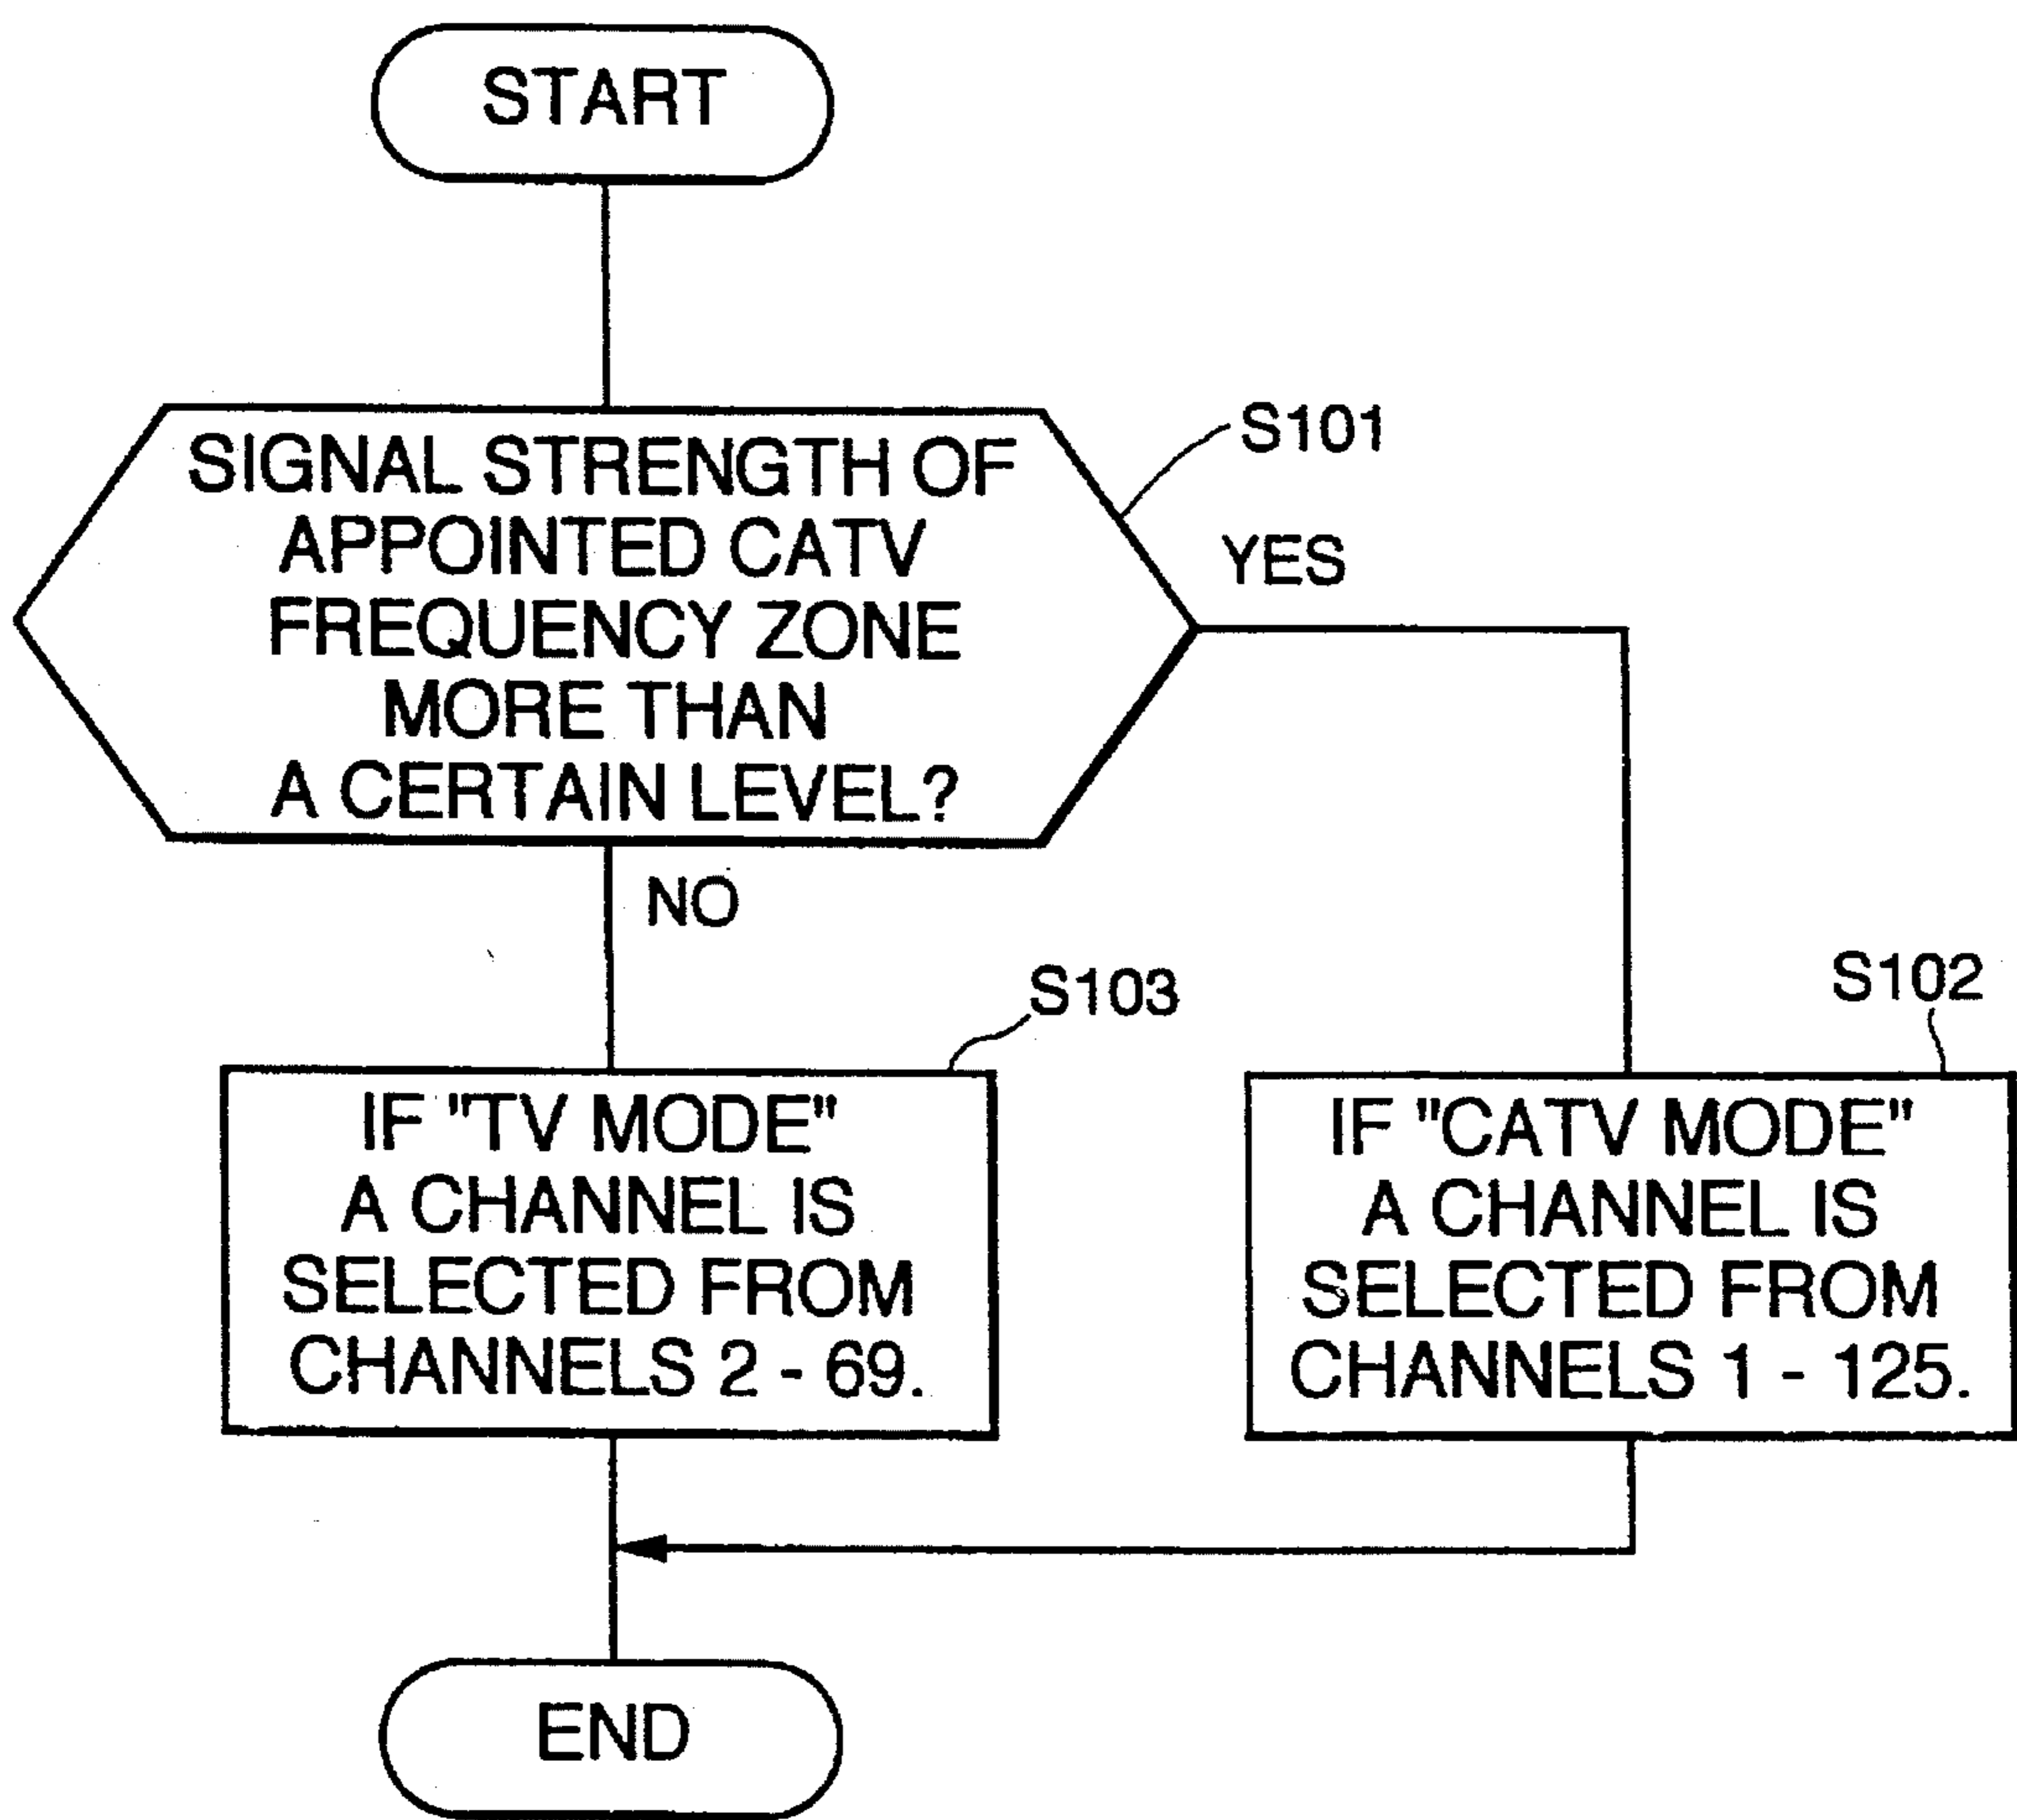 START
SIGNAL STRENGTH OF
APPOINTED CATV
FREQUENCY ZONE
MORE THAN
A CERTAIN LEVEL?
S101
YES
NO
S103
IF "TV MODE"
A CHANNEL IS
SELECTED FROM
CHANNELS 2 - 69.
S102
IF "CATV MODE"
A CHANNEL IS
SELECTED FROM
CHANNELS 1 - 125.
END